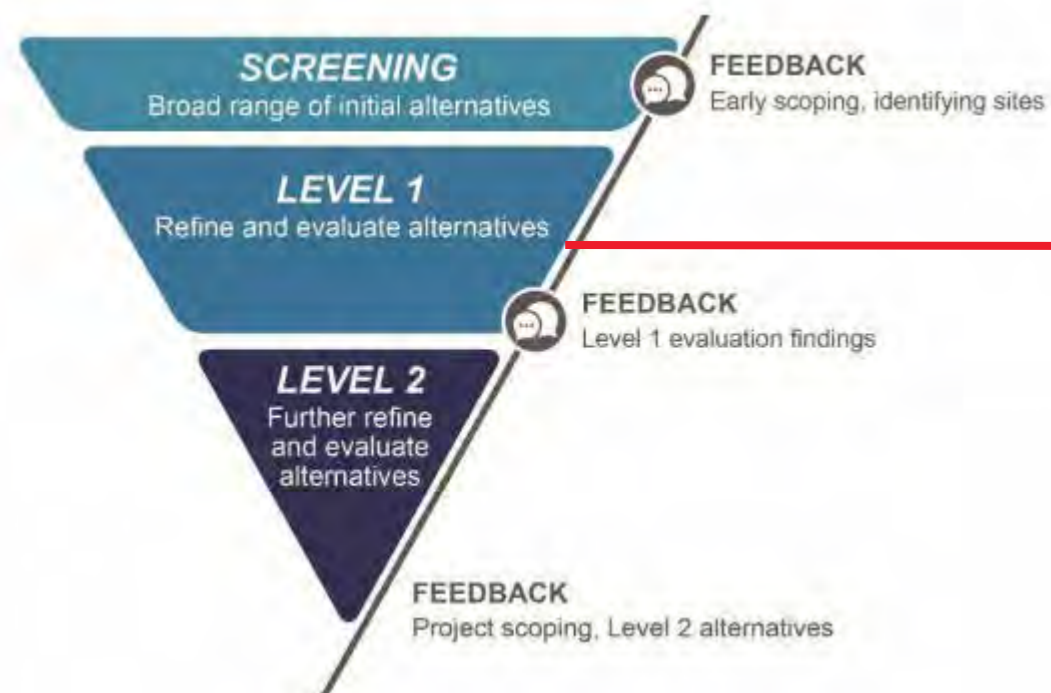 SCREENING
Broad range of initial alternatives
FEEDBACK
Early scoping, identifying sites
LEVEL 1
Refine and evaluate alternatives
FEEDBACK
Level 1 evaluation findings
LEVEL 2
Further refine
and evaluate
alternatives
FEEDBACK
Project scoping, Level 2 alternatives